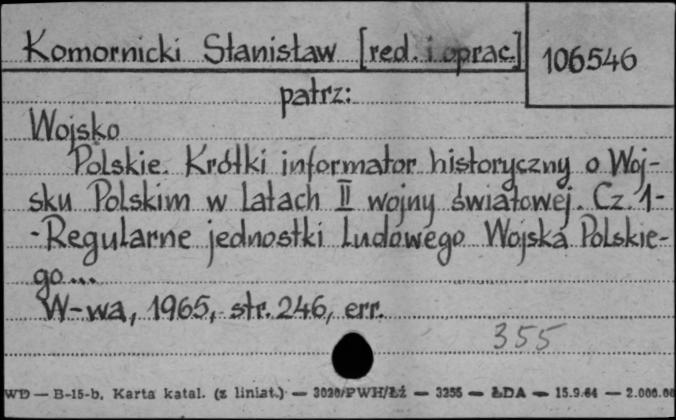 Komornicki Stanisław [red. i oprac.]
106546
patrz:
Wojsko
Polskie. Krótki informator historyczny o Woj-
sku Polskim w latach II wojny światowej. Cz. 1-
-Regularne jednostki Ludowego Wojska Polskie-
go...
W-wa, 1965, str. 246, err.
355
WD — B-15-b, Karta katal. (z liniat.) — 3020/PWH/Łź — 3255 — ŁDA — 15.9.64 — 2.000.00